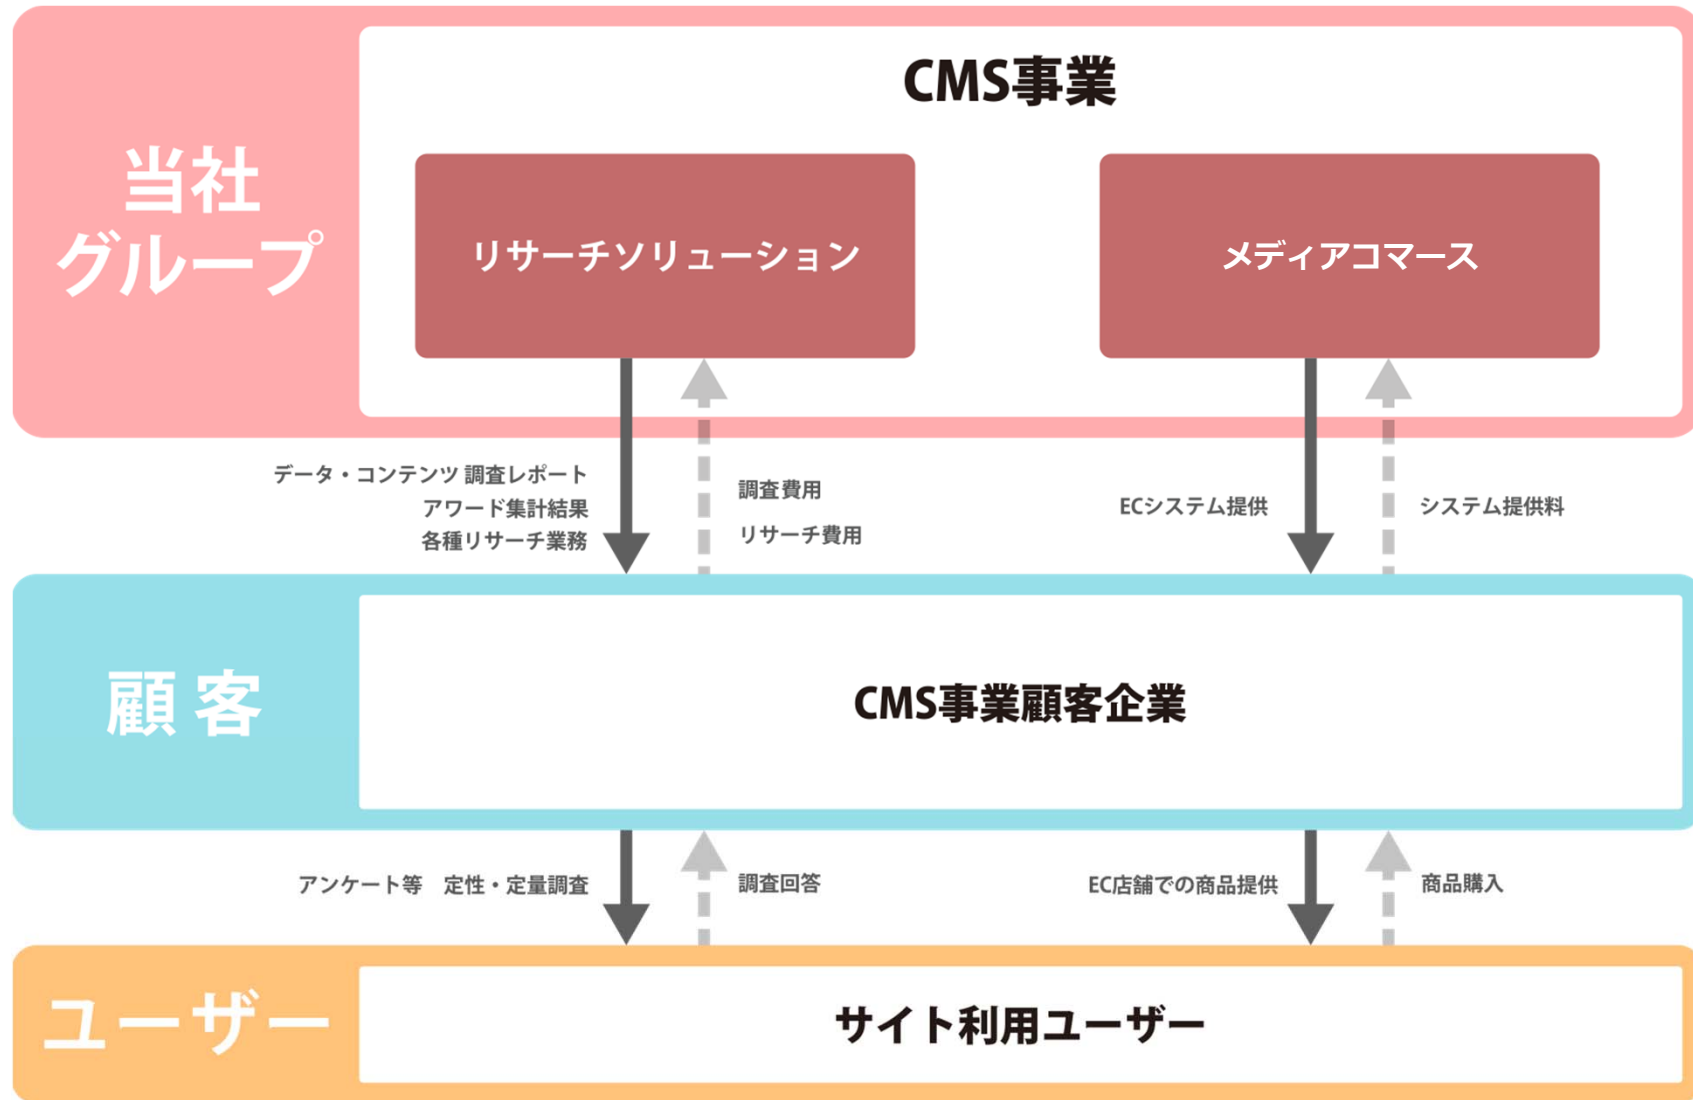 CMS事業
当社
グループ
リサーチソリューション
メディアコマース
データ・コンテンツ 調査レポート
アワード集計結果
各種リサーチ業務
調査費用
リサーチ費用
ECシステム提供
システム提供料
顧 客
CMS事業顧客企業
アンケート等　定性・定量調査
調査回答
EC店舗での商品提供
商品購入
ユーザー
サイト利用ユーザー